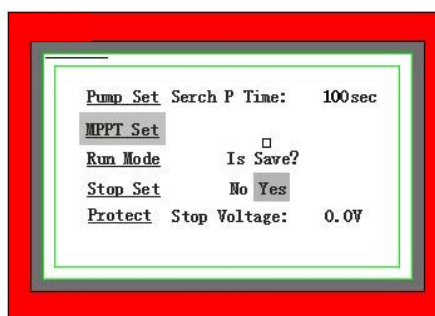 Pump Set Serch P Time: 100sec
MPPT Set
Run Mode Is Save?
Stop Set No Yes
Protect Stop Voltage: 0.0V